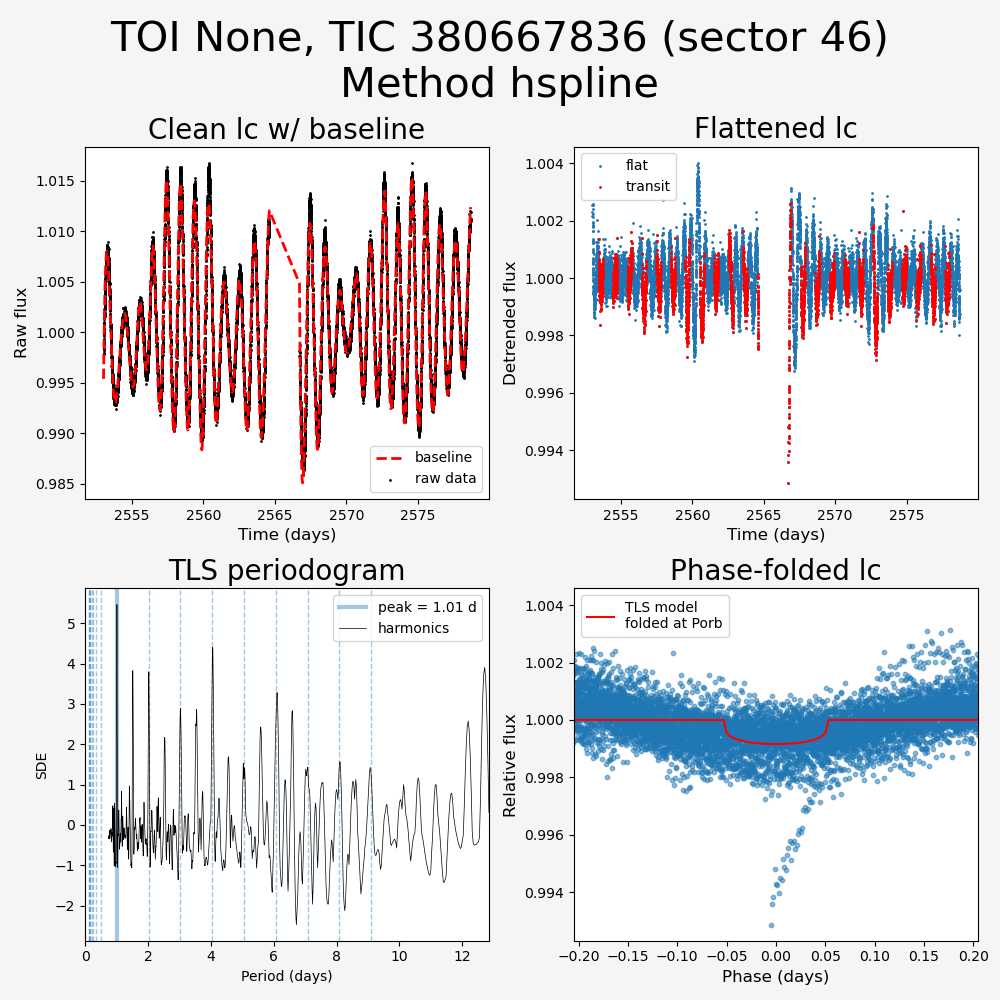 TOI None, TIC 380667836 (sector 46)
Method hspline
Clean lc w/ baseline
Raw flux
1.015
1.010
1.005
1.000
0.995
0.990
0.985
baseline
raw data
2555 2560 2565 2570 2575
Time (days)
Flattened lc
Detrended flux
1.004
1.002
1.000
0.998
0.996
0.994
flat
transit
2555 2560 2565 2570 2575
Time (days)
TLS periodogram
SDE
5
4
3
2
1
0
−1
−2
peak = 1.01 d
harmonics
0 2 4 6 8 10 12
Period (days)
Phase-folded lc
Relative flux
1.004
1.002
1.000
0.998
0.996
0.994
TLS model
folded at Porb
−0.20 −0.15 −0.10 −0.05 0.00 0.05 0.10 0.15 0.20
Phase (days)